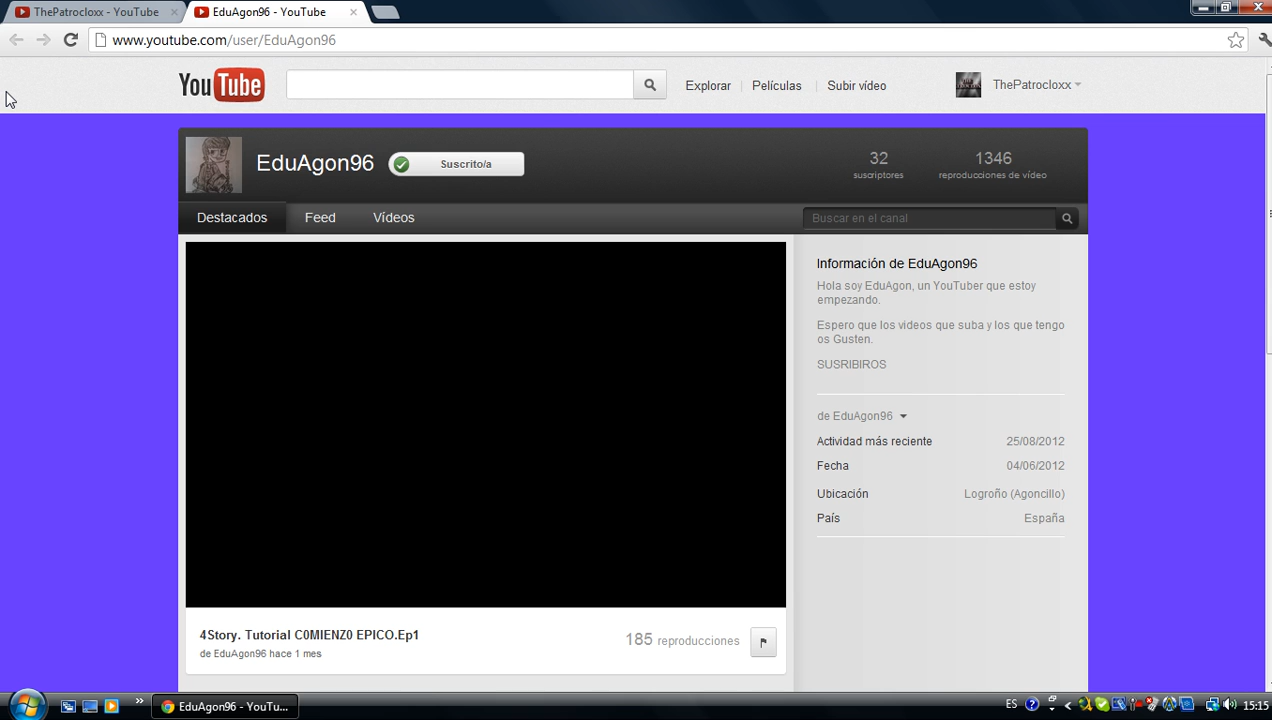 ThePatrocloxx - YouTube
EduAgon96 - YouTube
www.youtube.com/user/EduAgon96
YouTube
Explorar
Películas
Subir vídeo
ThePatrocloxx
EduAgon96
Suscrito/a
32
suscriptores
1346
reproducciones de vídeo
Destacados
Feed
Vídeos
Buscar en el canal
Información de EduAgon96
Hola soy EduAgon, un YouTuber que estoy
empezando.
Espero que los videos que suba y los que tengo
os Gusten.
SUSRIBIROS
de EduAgon96
Actividad más reciente 25/08/2012
Fecha 04/06/2012
Ubicación Logroño (Agoncillo)
País España
4Story. Tutorial C0MIENZ0 EPICO.Ep1
185 reproducciones
de EduAgon96 hace 1 mes
EduAgon96 - YouTu...
ES
15:15